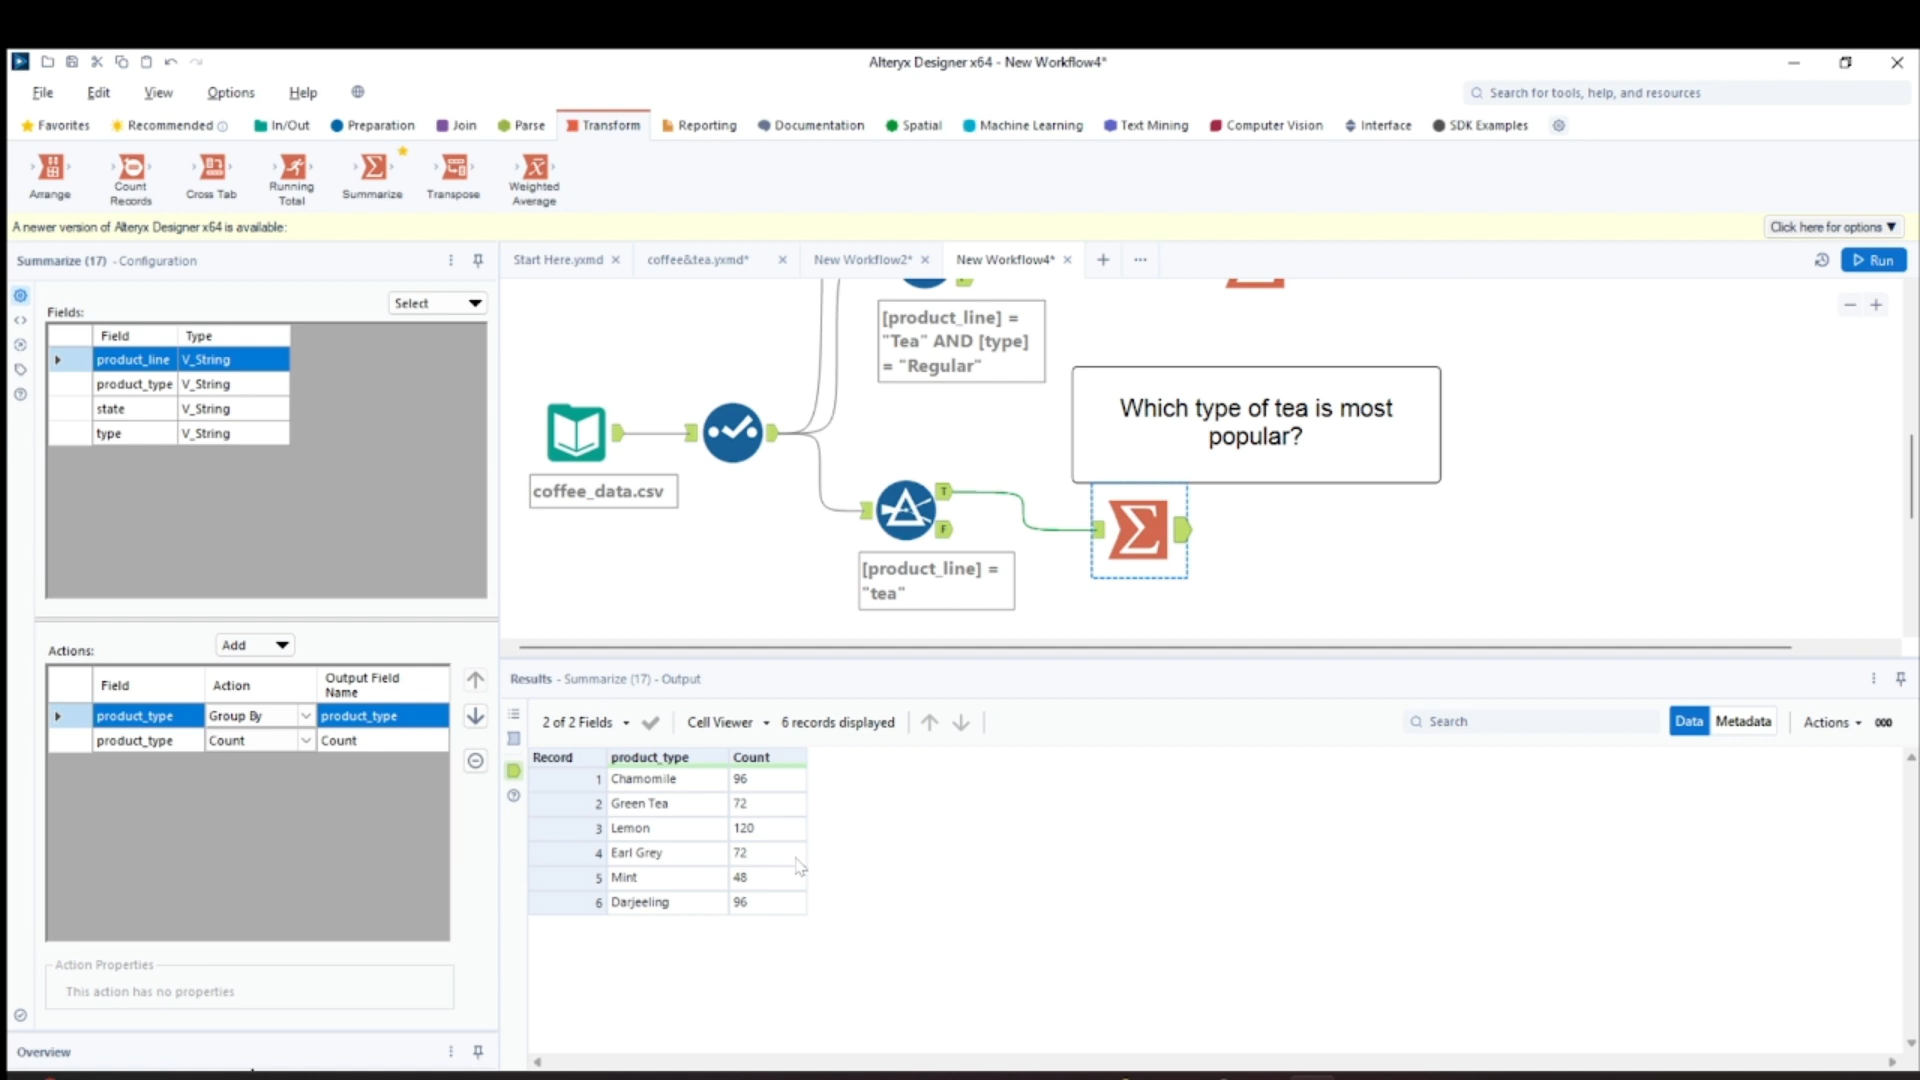 Alteryx Designer x64 - New Workflow4*
File Edit View Options Help
Search for tools, help, and resources
Favorites Recommended In/Out Preparation Join Parse Transform Reporting Documentation Spatial Machine Learning Text Mining Computer Vision Interface SDK Examples
Arrange
Count Records
Cross Tab
Running Total
Summarize
Transpose
Weighted Average
A newer version of Alteryx Designer x64 is available:
Click here for options ▼
Summarize (17) - Configuration
Start Here.yxmd
coffee&tea.yxmd*
New Workflow2*
New Workflow4*
Run
Select
Fields:
Field Type
product_line V_String
product_type V_String
state V_String
type V_String
[product_line] =
"Tea" AND [type]
= "Regular"
Which type of tea is most
popular?
coffee_data.csv
T
F
[product_line] =
"tea"
Add
Actions:
Field Action Output Field Name
product_type Group By product_type
product_type Count Count
Action Properties
This action has no properties
Overview
Results - Summarize (17) - Output
2 of 2 Fields Cell Viewer 6 records displayed
Search
Data Metadata
Actions
000
Record product_type Count
1 Chamomile 96
2 Green Tea 72
3 Lemon 120
4 Earl Grey 72
5 Mint 48
6 Darjeeling 96